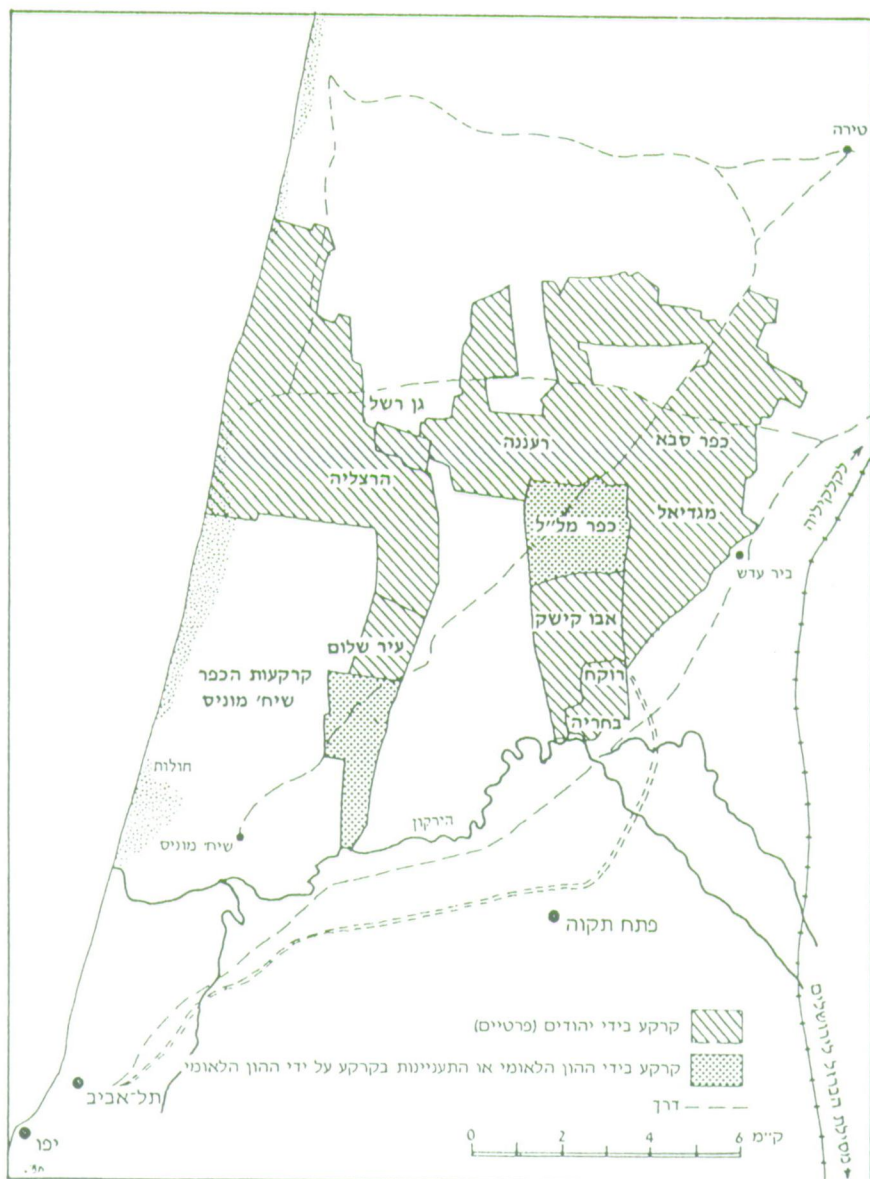 טירה
גן רשל
רעננה
כפר סבא
הרצליה
מגדיאל
כפר מל״ל
לקלקיליה
ביר עדש
אבו קישק
עיר שלום
רוקח
קרקעות הכפר
שיח' מוניס
בחריה
חולות
הירקון
שיח' מוניס
פתח תקוה
קרקע בידי יהודים (פרטיים)
קרקע בידי ההון הלאומי או התעניינות בקרקע על ידי ההון הלאומי
דרך
מסילת הברזל לירושלים
תל-אביב
יפו
0 2 4 6 ק״מ